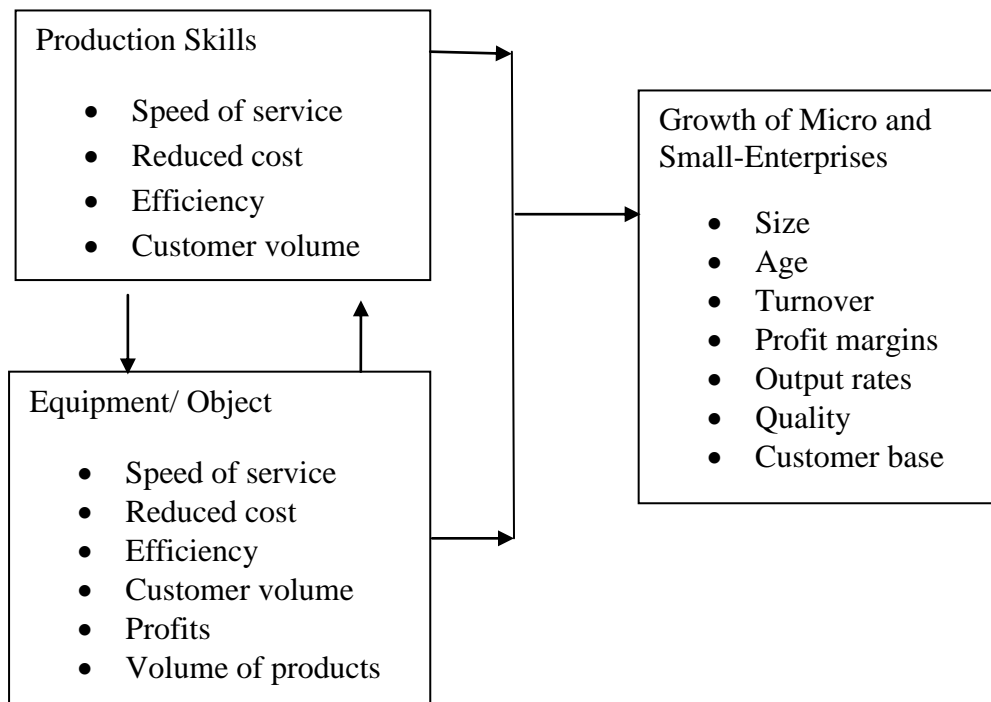 Production Skills
• Speed of service
• Reduced cost
• Efficiency
• Customer volume
Equipment/ Object
• Speed of service
• Reduced cost
• Efficiency
• Customer volume
• Profits
• Volume of products
Growth of Micro and
Small-Enterprises
• Size
• Age
• Turnover
• Profit margins
• Output rates
• Quality
• Customer base